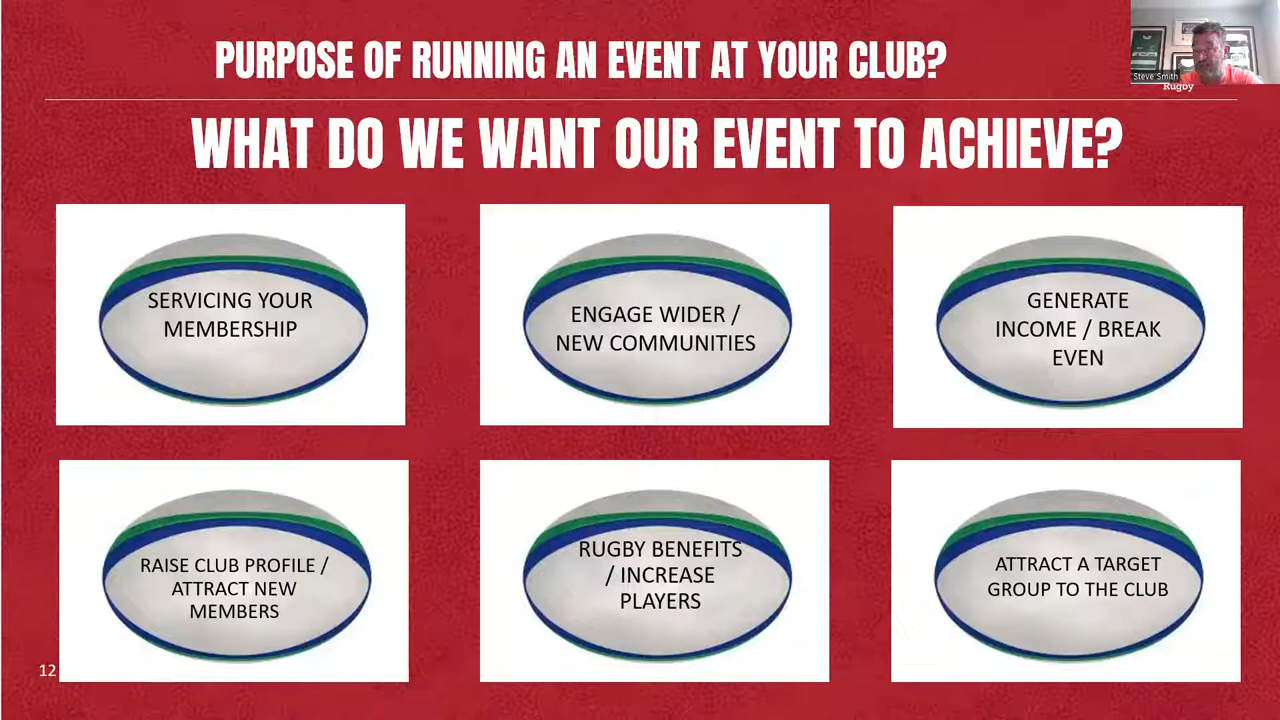 PURPOSE OF RUNNING AN EVENT AT YOUR CLUB?
Steve Smith
Rugby
WHAT DO WE WANT OUR EVENT TO ACHIEVE?
SERVICING YOUR
MEMBERSHIP
ENGAGE WIDER /
NEW COMMUNITIES
GENERATE
INCOME / BREAK
EVEN
RAISE CLUB PROFILE /
ATTRACT NEW
MEMBERS
RUGBY BENEFITS
/ INCREASE
PLAYERS
ATTRACT A TARGET
GROUP TO THE CLUB
12